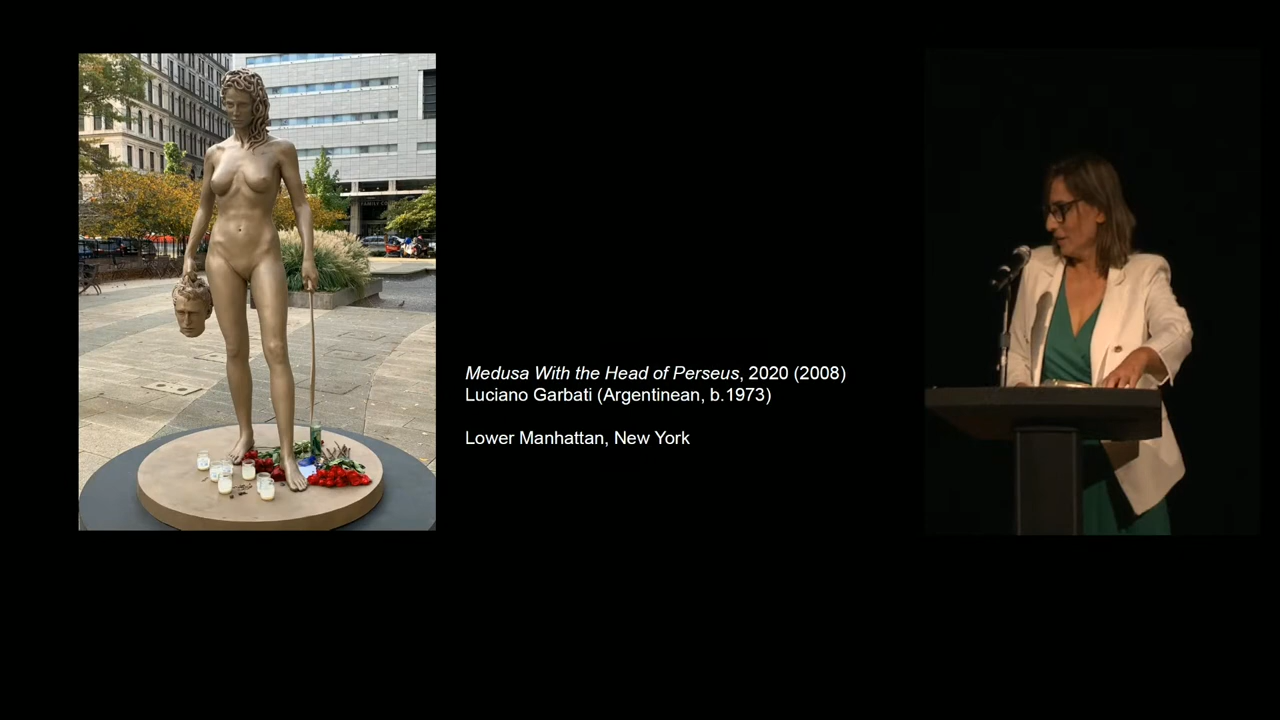 Medusa With the Head of Perseus, 2020 (2008)
Luciano Garbati (Argentinean, b.1973)
Lower Manhattan, New York